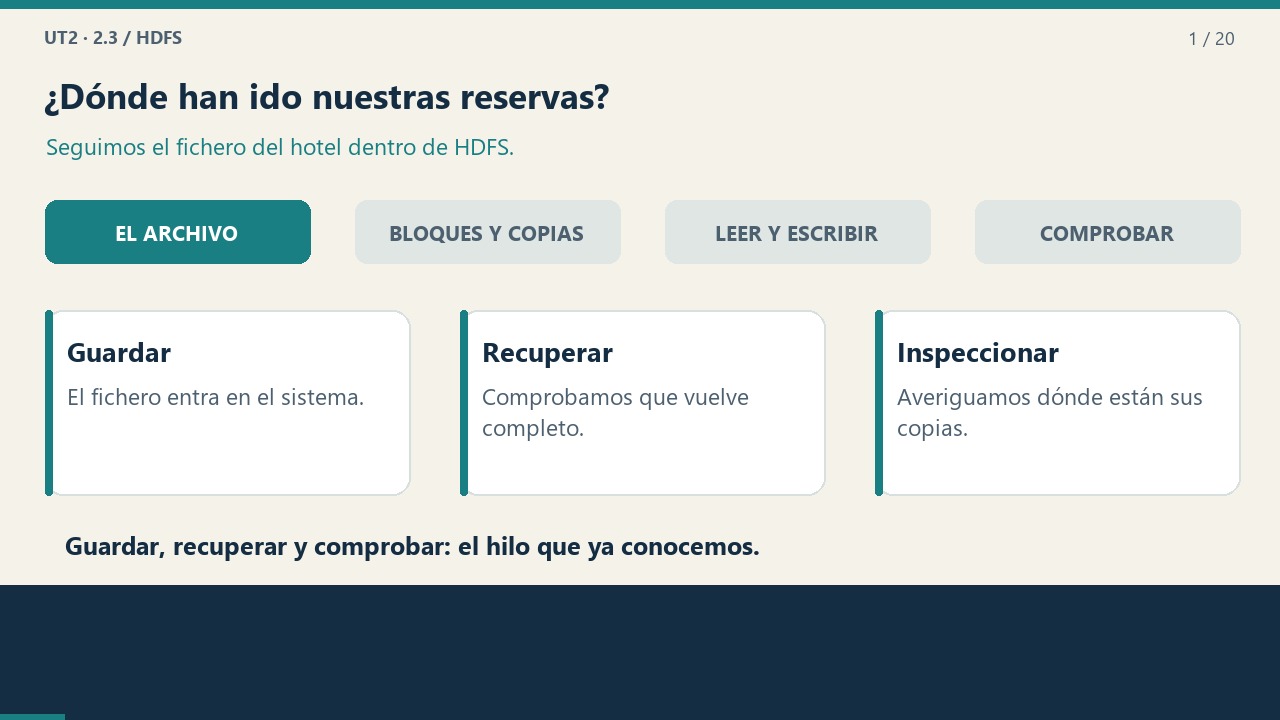 UT2 · 2.3 / HDFS
1 / 20
¿Dónde han ido nuestras reservas?
Seguimos el fichero del hotel dentro de HDFS.
EL ARCHIVO
BLOQUES Y COPIAS
LEER Y ESCRIBIR
COMPROBAR
Guardar
El fichero entra en el sistema.
Recuperar
Comprobamos que vuelve
completo.
Inspeccionar
Averiguamos dónde están sus
copias.
Guardar, recuperar y comprobar: el hilo que ya conocemos.